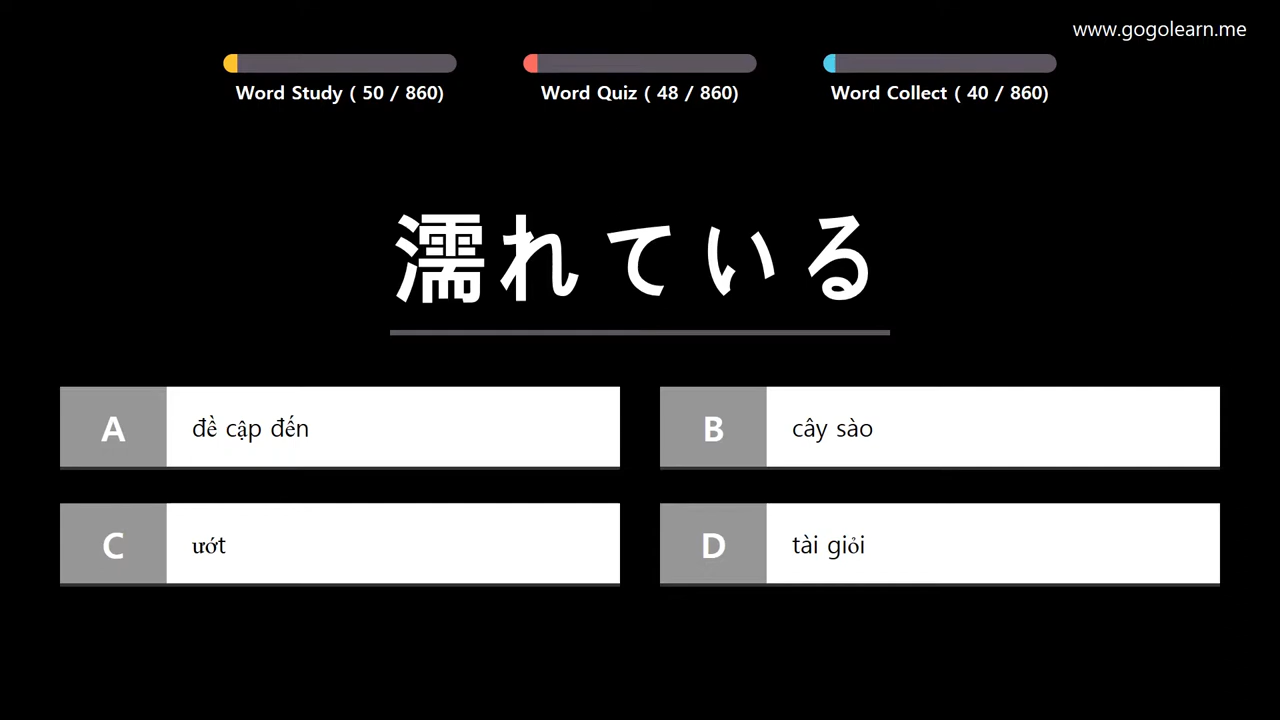 www.gogolearn.me
Word Study ( 50 / 860)
Word Quiz ( 48 / 860)
Word Collect ( 40 / 860)
濡れている
A đề cập đến
B cây sào
C ướt
D tài giỏi